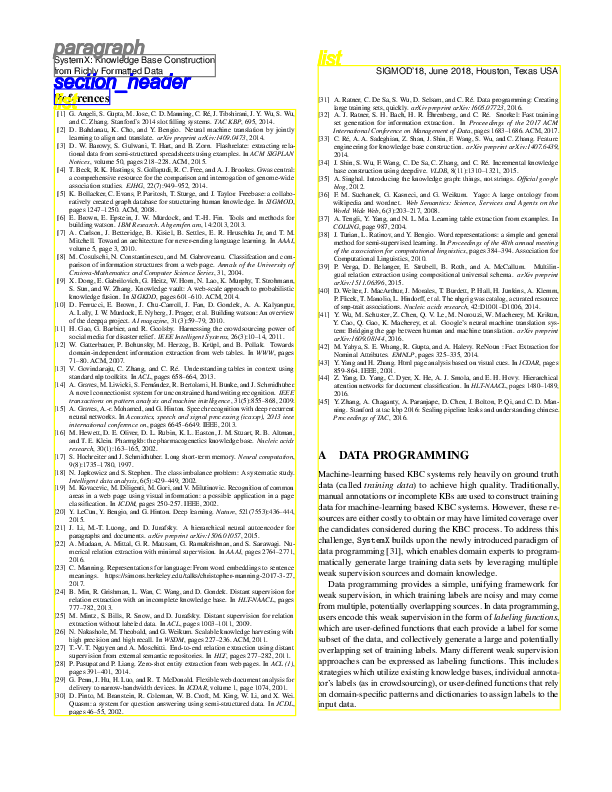 paragraph
SystemX: Knowledge Base Construction
from Richly Formatted Data
section_header
References
list
SIGMOD'18, June 2018, Houston, Texas USA
[1] G. Angeli, S. Gupta, M. Jose, C. D. Manning, C. Ré, J. Tibshirani, J. Y. Wu, S. Wu,
and C. Zhang. Stanford's 2014 slot filling systems. TAC KBP, 695, 2014.
[2] D. Bahdanau, K. Cho, and Y. Bengio. Neural machine translation by jointly
learning to align and translate. arXiv preprint arXiv:1409.0473, 2014.
[3] D. W. Barowy, S. Gulwani, T. Hart, and B. Zorn. Flashrelate: extracting rela-
tional data from semi-structured spreadsheets using examples. In ACM SIGPLAN
Notices, volume 50, pages 218–228. ACM, 2015.
[4] T. Beck, R. K. Hastings, S. Gollapudi, R. C. Free, and A. J. Brookes. Gwas central:
a comprehensive resource for the comparison and interrogation of genome-wide
association studies. EJHG, 22(7):949–952, 2014.
[5] K. Bollacker, C. Evans, P. Paritosh, T. Sturge, and J. Taylor. Freebase: a collabo-
ratively created graph database for structuring human knowledge. In SIGMOD,
pages 1247–1250. ACM, 2008.
[6] E. Brown, E. Epstein, J. W. Murdock, and T.-H. Fin. Tools and methods for
building watson. IBM Research. Abgerufen am, 14:2013, 2013.
[7] A. Carlson, J. Betteridge, B. Kisiel, B. Settles, E. R. Hruschka Jr, and T. M.
Mitchell. Toward an architecture for never-ending language learning. In AAAI,
volume 5, page 3, 2010.
[8] M. Cosulschi, N. Constantinescu, and M. Gabroveanu. Classification and com-
parison of information structures from a web page. Annals of the University of
Craiova-Mathematics and Computer Science Series, 31, 2004.
[9] X. Dong, E. Gabrilovich, G. Heitz, W. Horn, N. Lao, K. Murphy, T. Strohmann,
S. Sun, and W. Zhang. Knowledge vault: A web-scale approach to probabilistic
knowledge fusion. In SIGKDD, pages 601–610. ACM, 2014.
[10] D. Ferrucci, E. Brown, J. Chu-Carroll, J. Fan, D. Gondek, A. A. Kalyanpur,
A. Lally, J. W. Murdock, E. Nyberg, J. Prager, et al. Building watson: An overview
of the deepqa project. AI magazine, 31(3):59–79, 2010.
[11] H. Gao, G. Barbier, and R. Goolsby. Harnessing the crowdsourcing power of
social media for disaster relief. IEEE Intelligent Systems, 26(3):10–14, 2011.
[12] W. Gatterbauer, P. Bohunsky, M. Herzog, B. Krüpl, and B. Pollak. Towards
domain-independent information extraction from web tables. In WWW, pages
71–80. ACM, 2007.
[13] V. Govindaraju, C. Zhang, and C. Ré. Understanding tables in context using
standard nlp toolkits. In ACL, pages 658–664, 2013.
[14] A. Graves, M. Liwicki, S. Fernández, R. Bertolami, H. Bunke, and J. Schmidhuber.
A novel connectionist system for unconstrained handwriting recognition. IEEE
transactions on pattern analysis and machine intelligence, 31(5):855–868, 2009.
[15] A. Graves, A.-r. Mohamed, and G. Hinton. Speech recognition with deep recurrent
neural networks. In Acoustics, speech and signal processing (icassp), 2013 ieee
international conference on, pages 6645–6649. IEEE, 2013.
[16] M. Hewett, D. E. Oliver, D. L. Rubin, K. L. Easton, J. M. Stuart, R. B. Altman,
and T. E. Klein. Pharmgkb: the pharmacogenetics knowledge base. Nucleic acids
research, 30(1):163–165, 2002.
[17] S. Hochreiter and J. Schmidhuber. Long short-term memory. Neural computation,
9(8):1735–1780, 1997.
[18] N. Japkowicz and S. Stephen. The class imbalance problem: A systematic study.
Intelligent data analysis, 6(5):429–449, 2002.
[19] M. Kovacevic, M. Diligenti, M. Gori, and V. Milutinovic. Recognition of common
areas in a web page using visual information: a possible application in a page
classification. In ICDM, pages 250–257. IEEE, 2002.
[20] Y. LeCun, Y. Bengio, and G. Hinton. Deep learning. Nature, 521(7553):436–444,
2015.
[21] J. Li, M.-T. Luong, and D. Jurafsky. A hierarchical neural autoencoder for
paragraphs and documents. arXiv preprint arXiv:1506.01057, 2015.
[22] A. Madaan, A. Mittal, G. R. Mausam, G. Ramakrishnan, and S. Sarawagi. Nu-
merical relation extraction with minimal supervision. In AAAI, pages 2764–2771,
2016.
[23] C. Manning. Representations for language: From word embeddings to sentence
meanings. https://simons.berkeley.edu/talks/christopher-manning-2017-3-27,
2017.
[24] B. Min, R. Grishman, L. Wan, C. Wang, and D. Gondek. Distant supervision for
relation extraction with an incomplete knowledge base. In HLT-NAACL, pages
777–782, 2013.
[25] M. Mintz, S. Bills, R. Snow, and D. Jurafsky. Distant supervision for relation
extraction without labeled data. In ACL, pages 1003–1011, 2009.
[26] N. Nakashole, M. Theobald, and G. Weikum. Scalable knowledge harvesting with
high precision and high recall. In WSDM, pages 227–236. ACM, 2011.
[27] T.-V. T. Nguyen and A. Moschitti. End-to-end relation extraction using distant
supervision from external semantic repositories. In HLT, pages 277–282, 2011.
[28] P. Pasupat and P. Liang. Zero-shot entity extraction from web pages. In ACL (1),
pages 391–401, 2014.
[29] G. Penn, J. Hu, H. Luo, and R. T. McDonald. Flexible web document analysis for
delivery to narrow-bandwidth devices. In ICDAR, volume 1, page 1074, 2001.
[30] D. Pinto, M. Branstein, R. Coleman, W. B. Croft, M. King, W. Li, and X. Wei.
Quasm: a system for question answering using semi-structured data. In JCDL,
pages 46–55, 2002.
[31] A. Ratner, C. De Sa, S. Wu, D. Selsam, and C. Ré. Data programming: Creating
large training sets, quickly. arXiv preprint arXiv:1605.07723, 2016.
[32] A. J. Ratner, S. H. Bach, H. R. Ehrenberg, and C. Ré. Snorkel: Fast training
set generation for information extraction. In Proceedings of the 2017 ACM
International Conference on Management of Data, pages 1683–1686. ACM, 2017.
[33] C. Ré, A. A. Sadeghian, Z. Shan, J. Shin, F. Wang, S. Wu, and C. Zhang. Feature
engineering for knowledge base construction. arXiv preprint arXiv:1407.6439,
2014.
[34] J. Shin, S. Wu, F. Wang, C. De Sa, C. Zhang, and C. Ré. Incremental knowledge
base construction using deepdive. VLDB, 8(11):1310–1321, 2015.
[35] A. Singhal. Introducing the knowledge graph: things, not strings. Official google
blog, 2012.
[36] F. M. Suchanek, G. Kasneci, and G. Weikum. Yago: A large ontology from
wikipedia and wordnet. Web Semantics: Science, Services and Agents on the
World Wide Web, 6(3):203–217, 2008.
[37] A. Tengli, Y. Yang, and N. L. Ma. Learning table extraction from examples. In
COLING, page 987, 2004.
[38] J. Turian, L. Ratinov, and Y. Bengio. Word representations: a simple and general
method for semi-supervised learning. In Proceedings of the 48th annual meeting
of the association for computational linguistics, pages 384–394. Association for
Computational Linguistics, 2010.
[39] P. Verga, D. Belanger, E. Strubell, B. Roth, and A. McCallum. Multilin-
gual relation extraction using compositional universal schema. arXiv preprint
arXiv:1511.06396, 2015.
[40] D. Welter, J. MacArthur, J. Morales, T. Burdett, P. Hall, H. Junkins, A. Klemm,
P. Flicek, T. Manolio, L. Hindorff, et al. The nhgri gwas catalog, a curated resource
of snp-trait associations. Nucleic acids research, 42:D1001–D1006, 2014.
[41] Y. Wu, M. Schuster, Z. Chen, Q. V. Le, M. Norouzi, W. Macherey, M. Krikun,
Y. Cao, Q. Gao, K. Macherey, et al. Google's neural machine translation sys-
tem: Bridging the gap between human and machine translation. arXiv preprint
arXiv:1609.08144, 2016.
[42] M. Yahya, S. E. Whang, R. Gupta, and A. Halevy. ReNoun : Fact Extraction for
Nominal Attributes. EMNLP, pages 325–335, 2014.
[43] Y. Yang and H. Zhang. Html page analysis based on visual cues. In ICDAR, pages
859–864. IEEE, 2001.
[44] Z. Yang, D. Yang, C. Dyer, X. He, A. J. Smola, and E. H. Hovy. Hierarchical
attention networks for document classification. In HLT-NAACL, pages 1480–1489,
2016.
[45] Y. Zhang, A. Chaganty, A. Paranjape, D. Chen, J. Bolton, P. Qi, and C. D. Man-
ning. Stanford at tac kbp 2016: Sealing pipeline leaks and understanding chinese.
Proceedings of TAC, 2016.
A DATA PROGRAMMING
Machine-learning based KBC systems rely heavily on ground truth
data (called training data) to achieve high quality. Traditionally,
manual annotations or incomplete KBs are used to construct training
data for machine-learning based KBC systems. However, these re-
sources are either costly to obtain or may have limited coverage over
the candidates considered during the KBC process. To address this
challenge, SystemX builds upon the newly introduced paradigm of
data programming [31], which enables domain experts to program-
matically generate large training data sets by leveraging multiple
weak supervision sources and domain knowledge.
Data programming provides a simple, unifying framework for
weak supervision, in which training labels are noisy and may come
from multiple, potentially overlapping sources. In data programming,
users encode this weak supervision in the form of labeling functions,
which are user-defined functions that each provide a label for some
subset of the data, and collectively generate a large and potentially
overlapping set of training labels. Many different weak supervision
approaches can be expressed as labeling functions. This includes
strategies which utilize existing knowledge bases, individual annota-
tor's labels (as in crowdsourcing), or user-defined functions that rely
on domain-specific patterns and dictionaries to assign labels to the
input data.